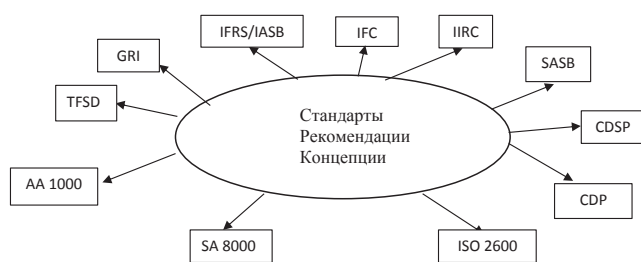 IFRS/IASB
IFC
IIRC
GRI
SASB
TFSD
Стандарты
Рекомендации
Концепции
CDSP
AA 1000
CDP
SA 8000
ISO 2600